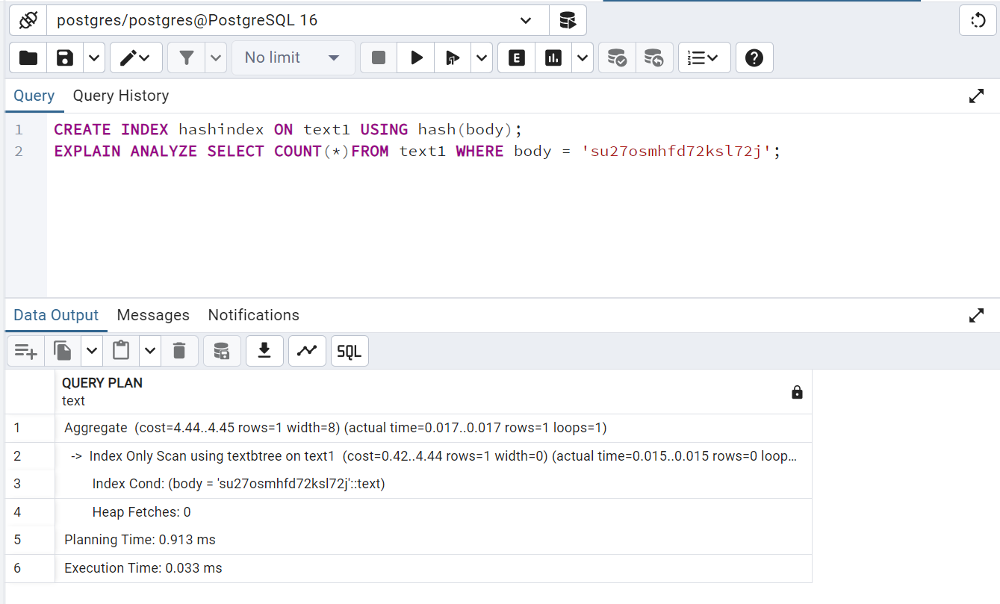 postgres/postgres@PostgreSQL 16
No limit
E
Query Query History
1 CREATE INDEX hashindex ON text1 USING hash(body);
2 EXPLAIN ANALYZE SELECT COUNT(*)FROM text1 WHERE body = 'su27osmhfd72ksl72j';
Data Output Messages Notifications
SQL
QUERY PLAN
text
1 Aggregate (cost=4.44..4.45 rows=1 width=8) (actual time=0.017..0.017 rows=1 loops=1)
2 -> Index Only Scan using textbtree on text1 (cost=0.42..4.44 rows=1 width=0) (actual time=0.015..0.015 rows=0 loop...
3 Index Cond: (body = 'su27osmhfd72ksl72j'::text)
4 Heap Fetches: 0
5 Planning Time: 0.913 ms
6 Execution Time: 0.033 ms